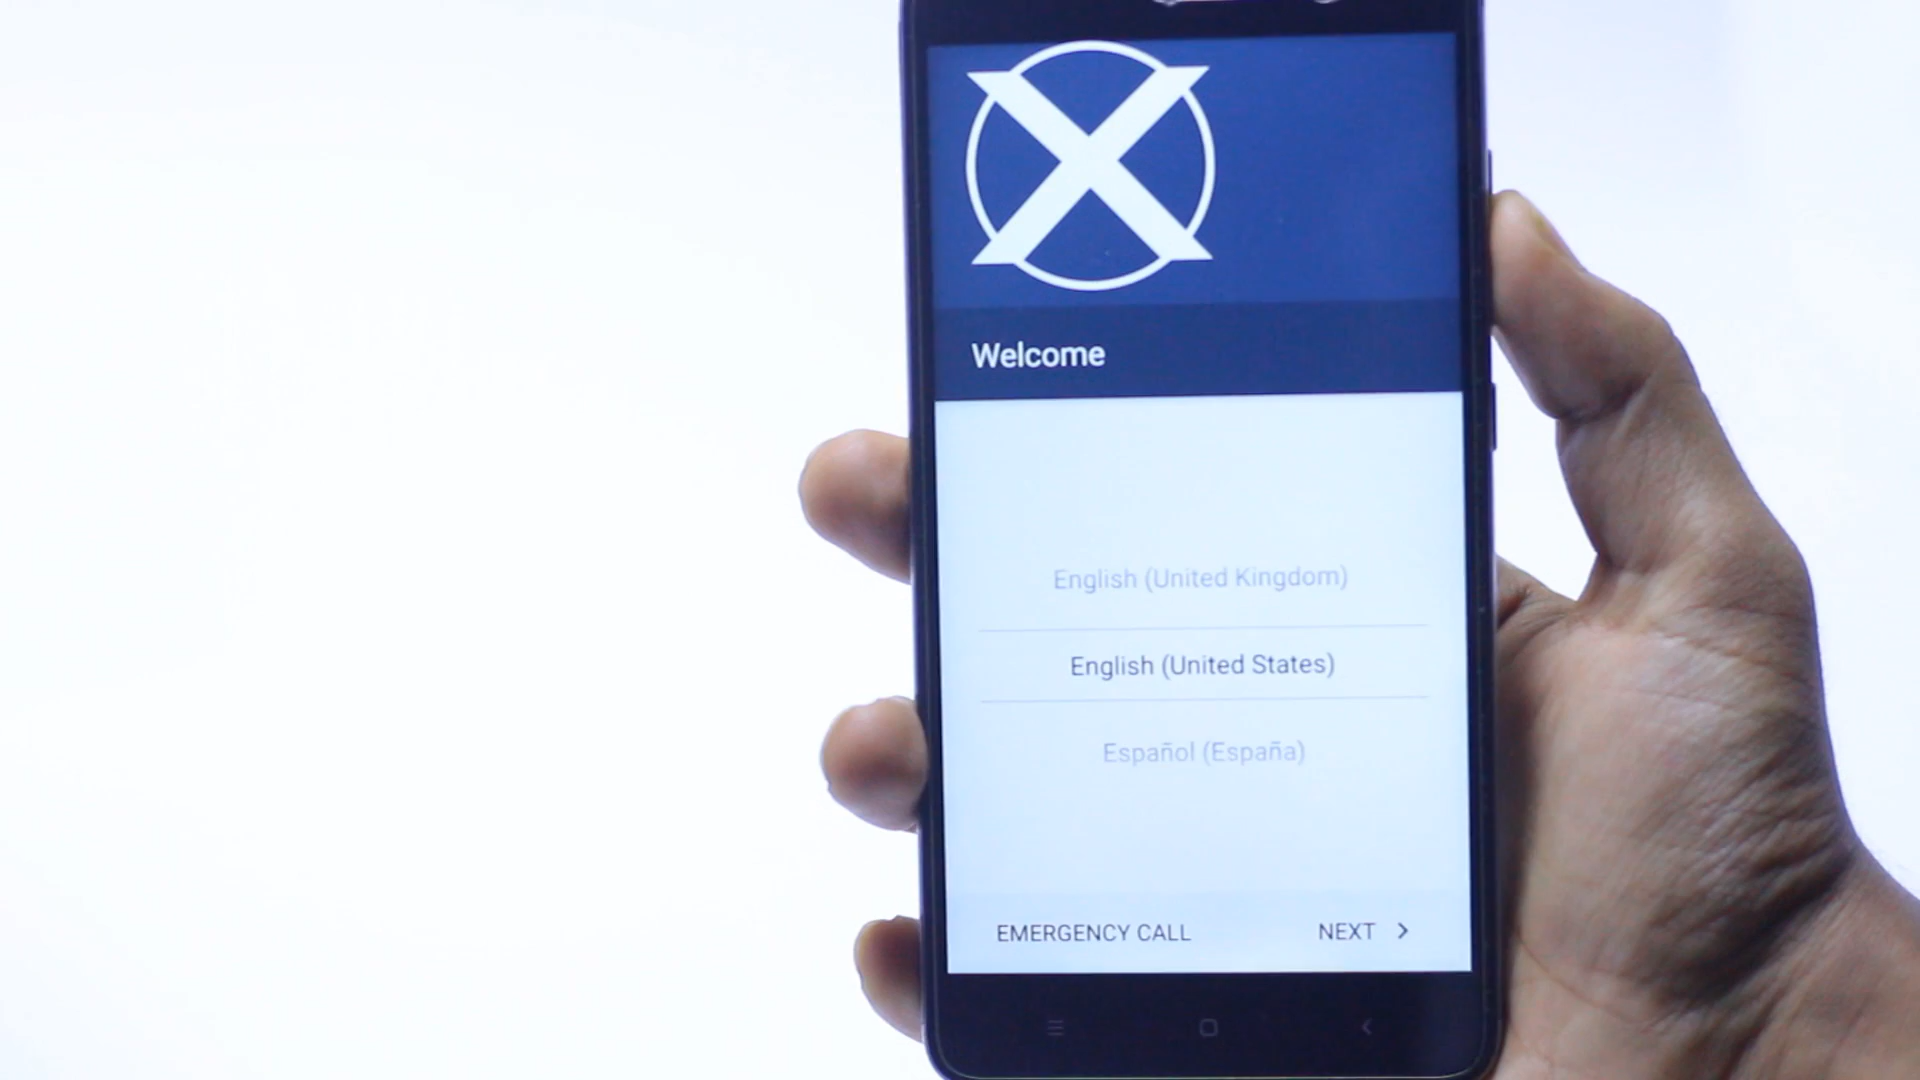 X
Welcome
English (United Kingdom)
English (United States)
Español (España)
EMERGENCY CALL NEXT >